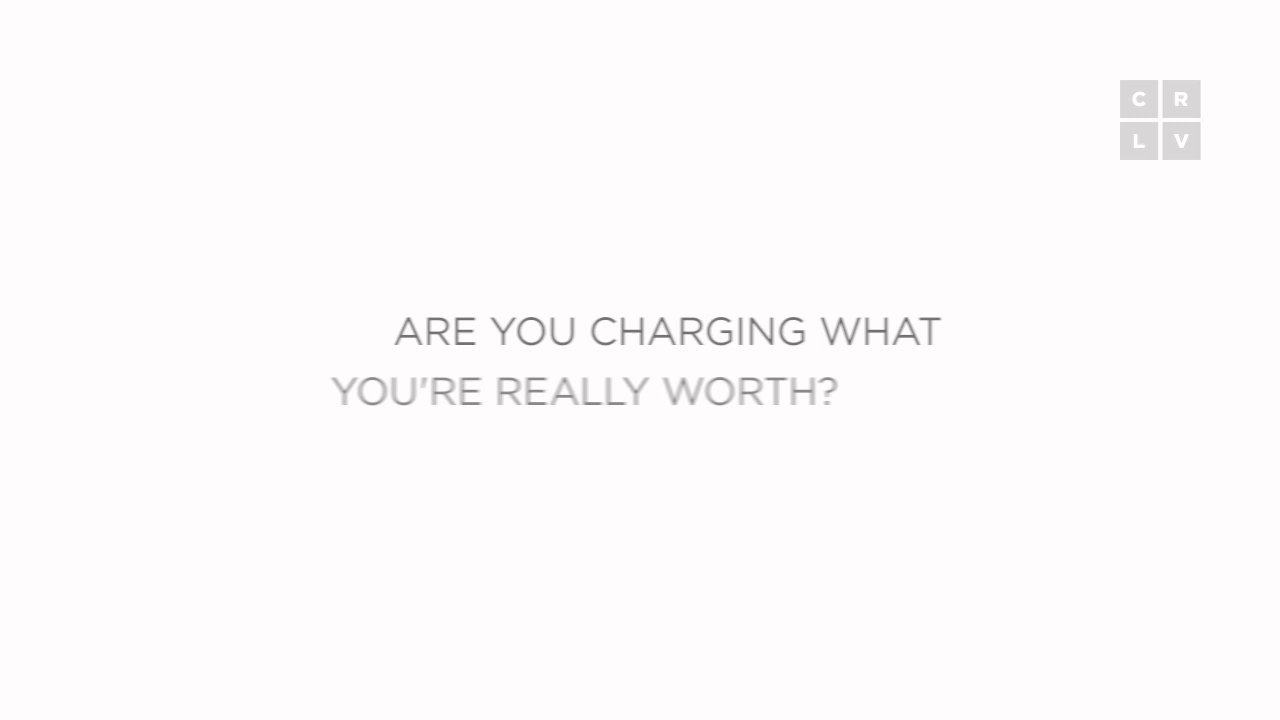 C R
L V
ARE YOU CHARGING WHAT
YOU'RE REALLY WORTH?